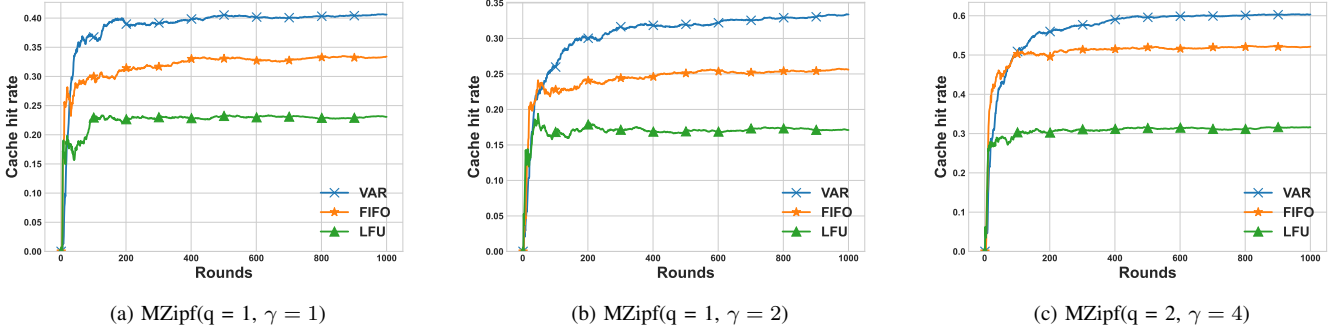 0.40
0.35
0.30
0.25
0.20
0.15
0.10
0.05
0.00
Cache hit rate
0 200 400 600 800 1000
Rounds
VAR
FIFO
LFU
(a) MZipf(q = 1, γ = 1)
0.35
0.30
0.25
0.20
0.15
0.10
0.05
0.00
Cache hit rate
0 200 400 600 800 1000
Rounds
VAR
FIFO
LFU
(b) MZipf(q = 1, γ = 2)
0.6
0.5
0.4
0.3
0.2
0.1
0.0
Cache hit rate
0 200 400 600 800 1000
Rounds
VAR
FIFO
LFU
(c) MZipf(q = 2, γ = 4)